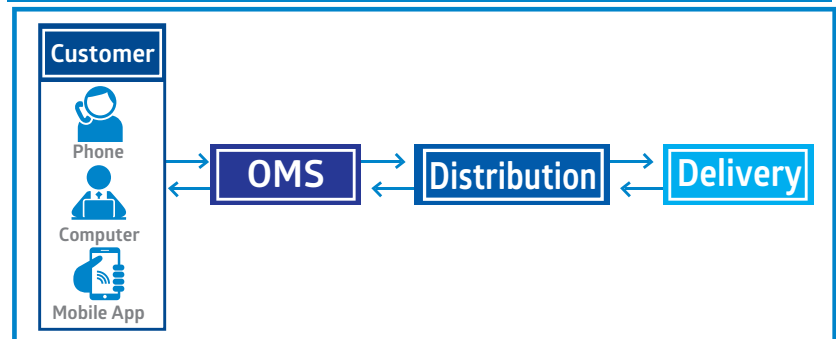 Customer
Phone
Computer
Mobile App
OMS
Distribution
Delivery